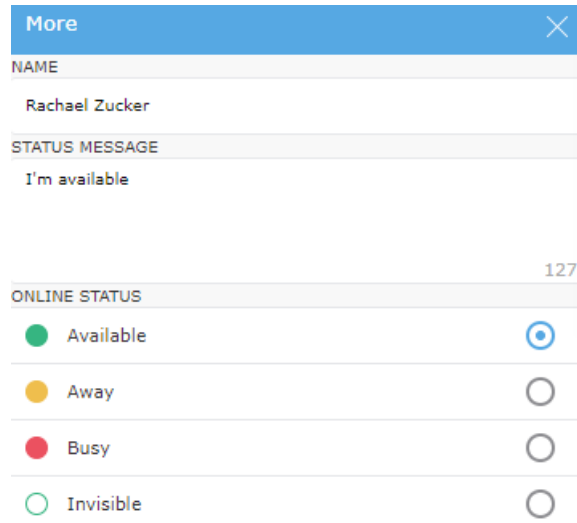 More
NAME
Rachael Zucker
STATUS MESSAGE
I'm available
127
ONLINE STATUS
Available
Away
Busy
Invisible